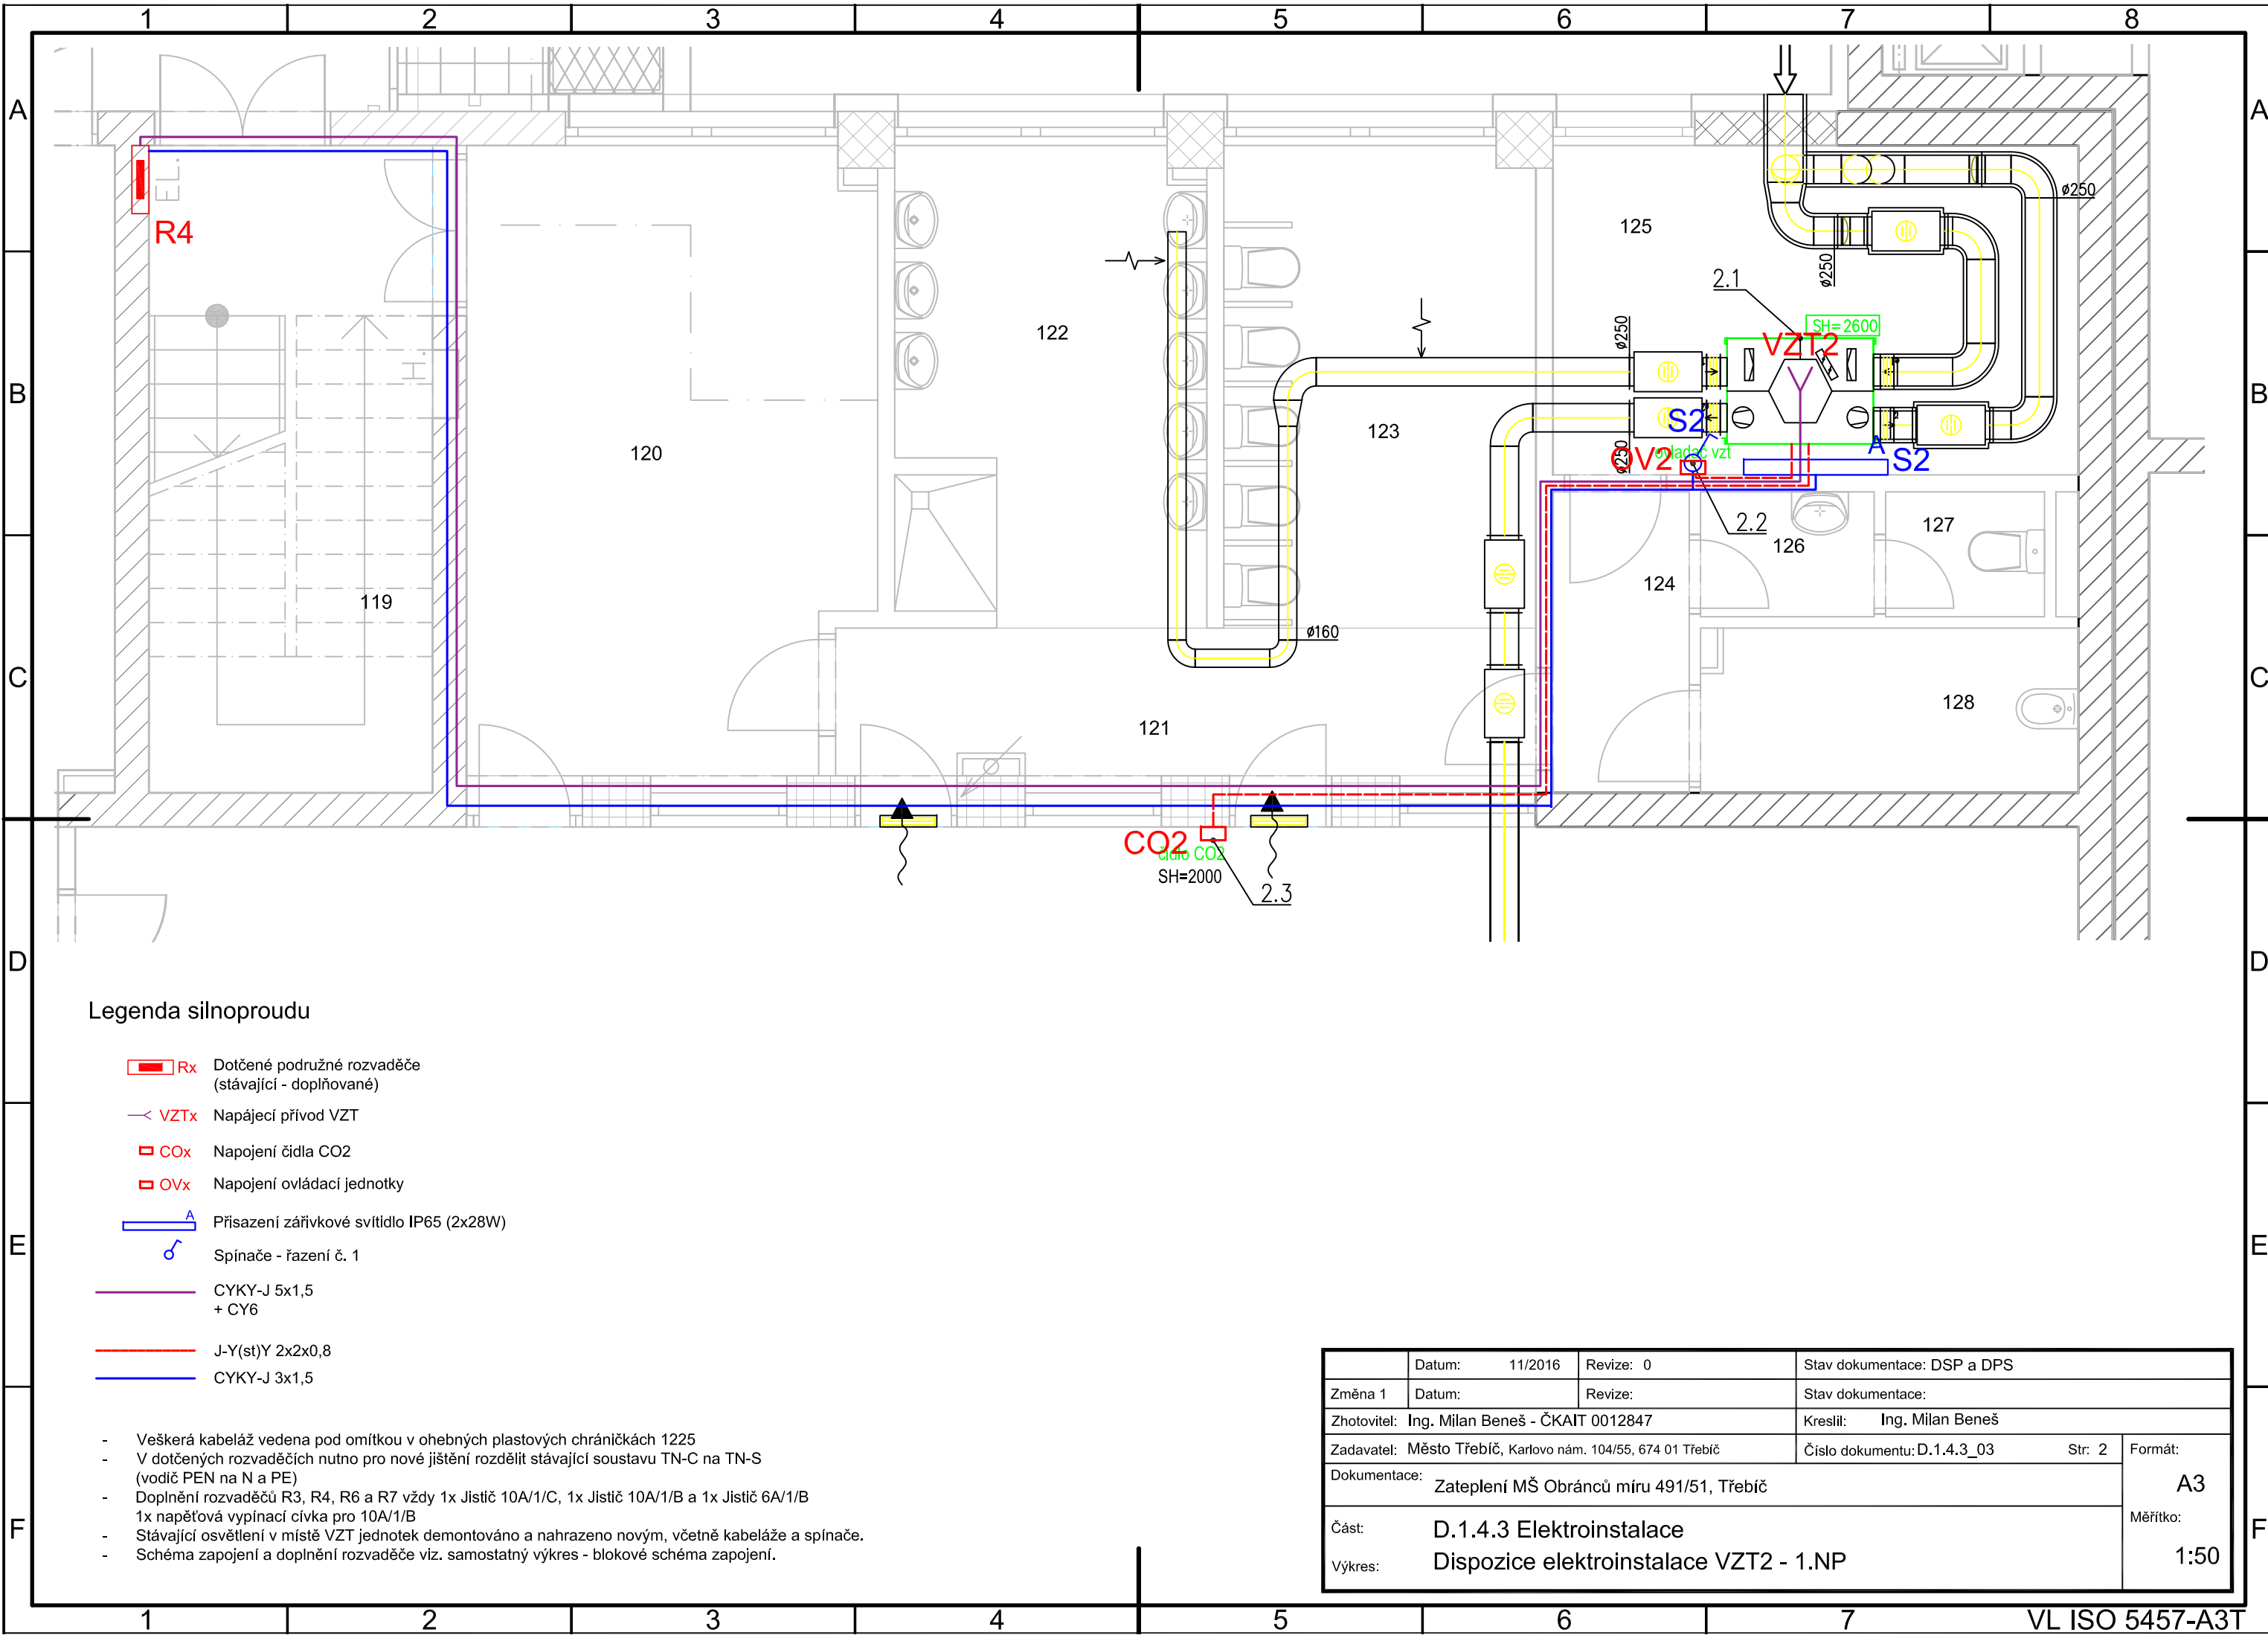 1 2 3 4 5 6 7 8
A A
B B
C C
D D
E E
F F
R4
119
120
122
121
123
125
2.1
SH=2600
VZT2
ø250
ø250
ø250
ø250
S2
ovladač vzt
OV2
A
S2
2.2
124
126
127
128
ø160
CO2
čidlo CO2
SH=2000
2.3
Legenda silnoproudu
Rx Dotčené podružné rozvaděče
(stávající - doplňované)
VZTx Napájecí přívod VZT
COx Napojení čidla CO2
OVx Napojení ovládací jednotky
A Přisazení zářivkové svítidlo IP65 (2x28W)
Spínače - řazení č. 1
CYKY-J 5x1,5
+ CY6
J-Y(st)Y 2x2x0,8
CYKY-J 3x1,5
- Veškerá kabeláž vedena pod omítkou v ohebných plastových chráničkách 1225
- V dotčených rozvaděčích nutno pro nové jištění rozdělit stávající soustavu TN-C na TN-S
(vodič PEN na N a PE)
- Doplnění rozvaděčů R3, R4, R6 a R7 vždy 1x Jistič 10A/1/C, 1x Jistič 10A/1/B a 1x Jistič 6A/1/B
1x napěťová vypínací cívka pro 10A/1/B
- Stávající osvětlení v místě VZT jednotek demontováno a nahrazeno novým, včetně kabeláže a spínače.
- Schéma zapojení a doplnění rozvaděče viz. samostatný výkres - blokové schéma zapojení.
Datum: 11/2016 Revize: 0 Stav dokumentace: DSP a DPS
Změna 1 Datum: Revize: Stav dokumentace:
Zhotovitel: Ing. Milan Beneš - ČKAIT 0012847 Kreslil: Ing. Milan Beneš
Zadavatel: Město Třebíč, Karlovo nám. 104/55, 674 01 Třebíč Číslo dokumentu: D.1.4.3_03 Str: 2 Formát:
A3
Dokumentace: Zateplení MŠ Obránců míru 491/51, Třebíč
Část: D.1.4.3 Elektroinstalace
Měřítko:
1:50
Výkres: Dispozice elektroinstalace VZT2 - 1.NP
1 2 3 4 5 6 7
VL ISO 5457-A3T